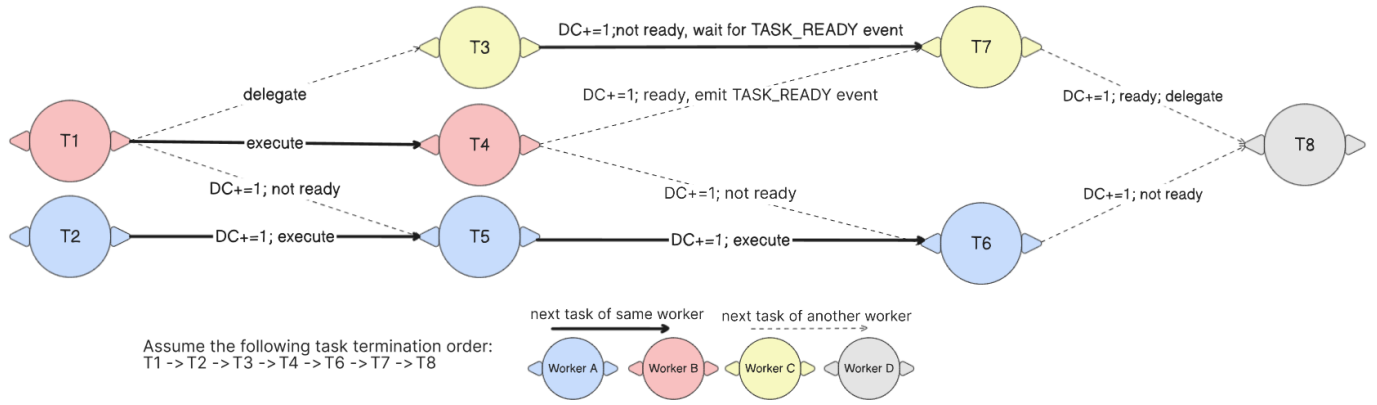 T3
DC+=1;not ready, wait for TASK_READY event
T7
delegate
DC+=1; ready, emit TASK_READY event
DC+=1; ready; delegate
T1
execute
T4
T8
DC+=1; not ready
DC+=1; not ready
DC+=1; not ready
T2
DC+=1; execute
T5
DC+=1; execute
T6
next task of same worker
next task of another worker
Assume the following task termination order:
T1 -> T2 -> T3 -> T4 -> T6 -> T7 -> T8
Worker A
Worker B
Worker C
Worker D